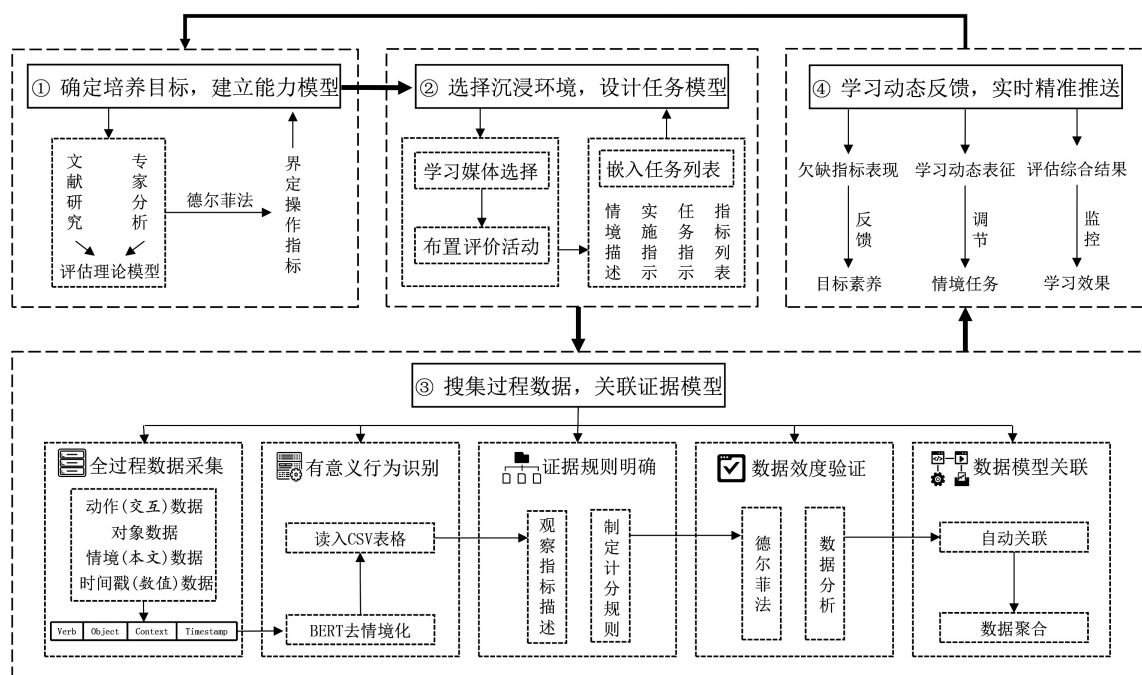 ① 确定培养目标，建立能力模型
文献研究
专家分析
评估理论模型
德尔菲法
界定操作指标
② 选择沉浸环境，设计任务模型
学习媒体选择
布置评价活动
嵌入任务列表
情境描述
实施指示
任务指示
指标列表
④ 学习动态反馈，实时精准推送
欠缺指标表现
学习动态表征
评估综合结果
反馈
调节
监控
目标素养
情境任务
学习效果
③ 搜集过程数据，关联证据模型
全过程数据采集
动作(交互)数据
对象数据
情境(本文)数据
时间戳(数值)数据
Verb Object Context Timestamp
有意义行为识别
读入CSV表格
BERT去情境化
证据规则明确
观察指标描述
制定计分规则
数据效度验证
德尔菲法
数据分析
数据模型关联
自动关联
数据聚合